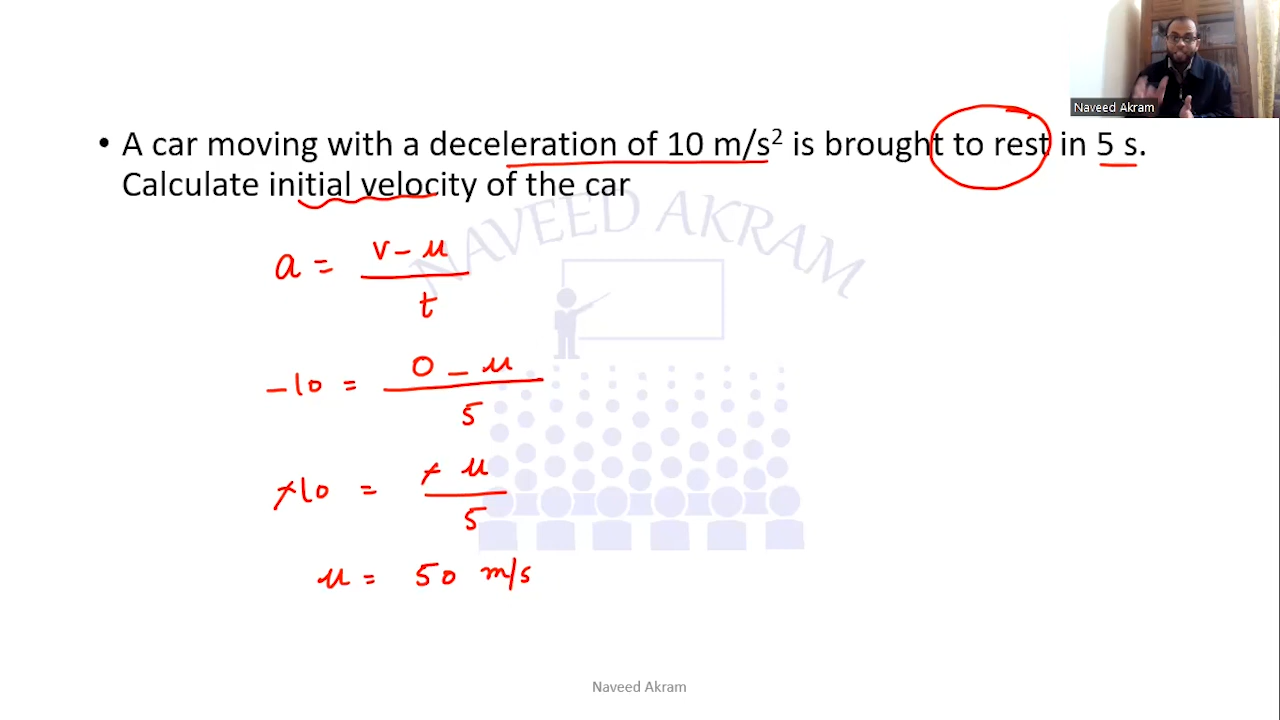 Naveed Akram
• A car moving with a deceleration of 10 m/s² is brought to rest in 5 s.
Calculate initial velocity of the car
NAVEED AKRAM
a = v - u / t
-10 = 0 - u / 5
-10 = - u / 5
u = 50 m/s
Naveed Akram